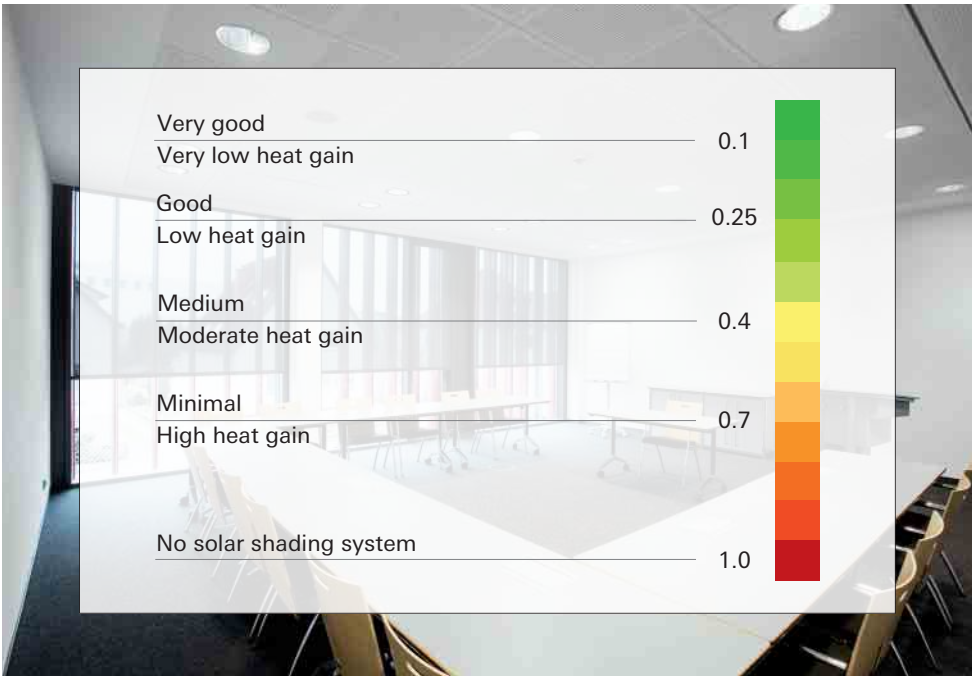 Very good
0.1
Very low heat gain
Good
0.25
Low heat gain
Medium
0.4
Moderate heat gain
Minimal
0.7
High heat gain
No solar shading system
1.0